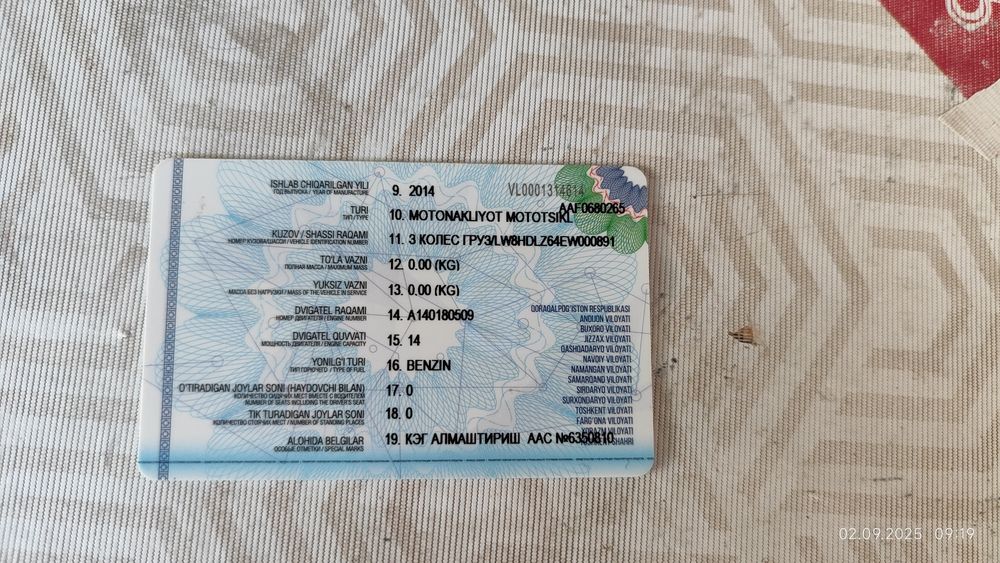 ISHLAB CHIQARILGAN YILI 9. 2014 VL0001314614
ГОД ВЫПУСКА / YEAR OF MANUFACTURE
AAF0680265
TURI 10. MOTONAKLIYOT MOTOTSIKL
ТИП / TYPE
KUZOV / SHASSI RAQAMI 11. 3 КОЛЕС ГРУЗ/LW8HDLZ64EW000891
НОМЕР КУЗОВА/ШАССИ / VEHICLE IDENTIFICATION NUMBER
TO'LA VAZNI 12. 0.00 (KG)
ПОЛНАЯ МАССА / MAXIMUM MASS
YUKSIZ VAZNI 13. 0.00 (KG)
МАССА БЕЗ НАГРУЗКИ / MASS OF THE VEHICLE IN SERVICE
DVIGATEL RAQAMI 14. A140180509
НОМЕР ДВИГАТЕЛЯ / ENGINE NUMBER
DVIGATEL QUVVATI 15. 14
МОЩНОСТЬ ДВИГАТЕЛЯ / ENGINE CAPACITY
YONILG'I TURI 16. BENZIN
ТИП ГОРЮЧЕГО / TYPE OF FUEL
O'TIRADIGAN JOYLAR SONI (HAYDOVCHI BILAN) 17. 0
КОЛИЧЕСТВО СИДЯЧИХ МЕСТ ВМЕСТЕ С ВОДИТЕЛЕМ
NUMBER OF SEATS INCLUDING THE DRIVER'S SEAT
TIK TURADIGAN JOYLAR SONI 18. 0
КОЛИЧЕСТВО СТОЯЧИХ МЕСТ / NUMBER OF STANDING PLACES
ALOHIDA BELGILAR 19. КЭГ АЛМАШТИРИШ ААС №6350810
ОСОБЫЕ ОТМЕТКИ / SPECIAL MARKS
QORAQALPOG'ISTON RESPUBLIKASI
ANDIJON VILOYATI
BUXORO VILOYATI
JIZZAX VILOYATI
QASHQADARYO VILOYATI
NAVOIY VILOYATI
NAMANGAN VILOYATI
SAMARQAND VILOYATI
SIRDARYO VILOYATI
SURXONDARYO VILOYATI
TOSHKENT VILOYATI
FARG'ONA VILOYATI
XORAZM VILOYATI
SHAHRI
02.09.2025 09:19